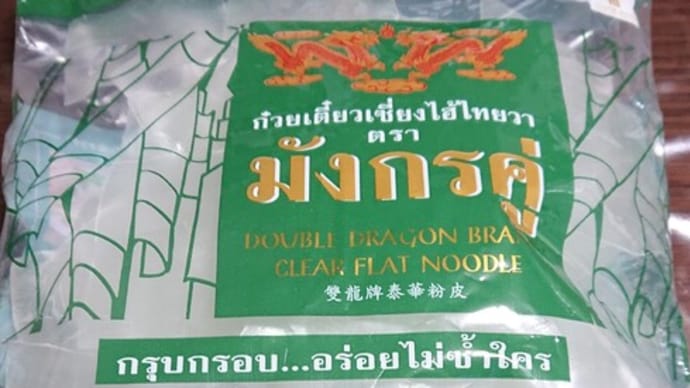 ก๋วยเตี๋ยวเซี่ยงไฮ้ไทยวา
ตรา
มังกรคู่
DOUBLE DRAGON BRAN
CLEAR FLAT NOODLE
雙龍牌泰華粉皮
กรุบกรอบ...อร่อยไม่ซ้ำใคร